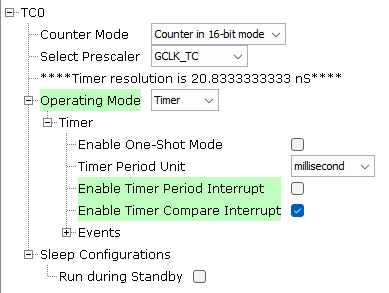 TC0
Counter Mode Counter in 16-bit mode
Select Prescaler GCLK_TC
****Timer resolution is 20.8333333333 nS****
Operating Mode Timer
Timer
Enable One-Shot Mode
Timer Period Unit millisecond
Enable Timer Period Interrupt
Enable Timer Compare Interrupt
Events
Sleep Configurations
Run during Standby